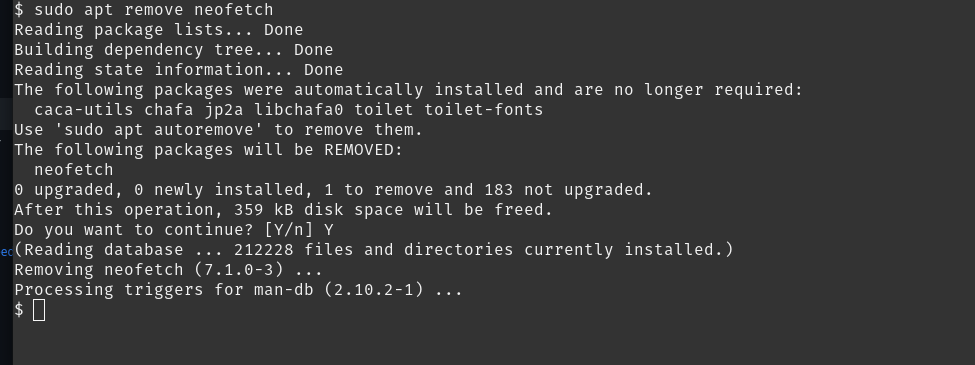 $ sudo apt remove neofetch
Reading package lists... Done
Building dependency tree... Done
Reading state information... Done
The following packages were automatically installed and are no longer required:
  caca-utils chafa jp2a libchafa0 toilet toilet-fonts
Use 'sudo apt autoremove' to remove them.
The following packages will be REMOVED:
  neofetch
0 upgraded, 0 newly installed, 1 to remove and 183 not upgraded.
After this operation, 359 kB disk space will be freed.
Do you want to continue? [Y/n] Y
(Reading database ... 212228 files and directories currently installed.)
Removing neofetch (7.1.0-3) ...
Processing triggers for man-db (2.10.2-1) ...
$